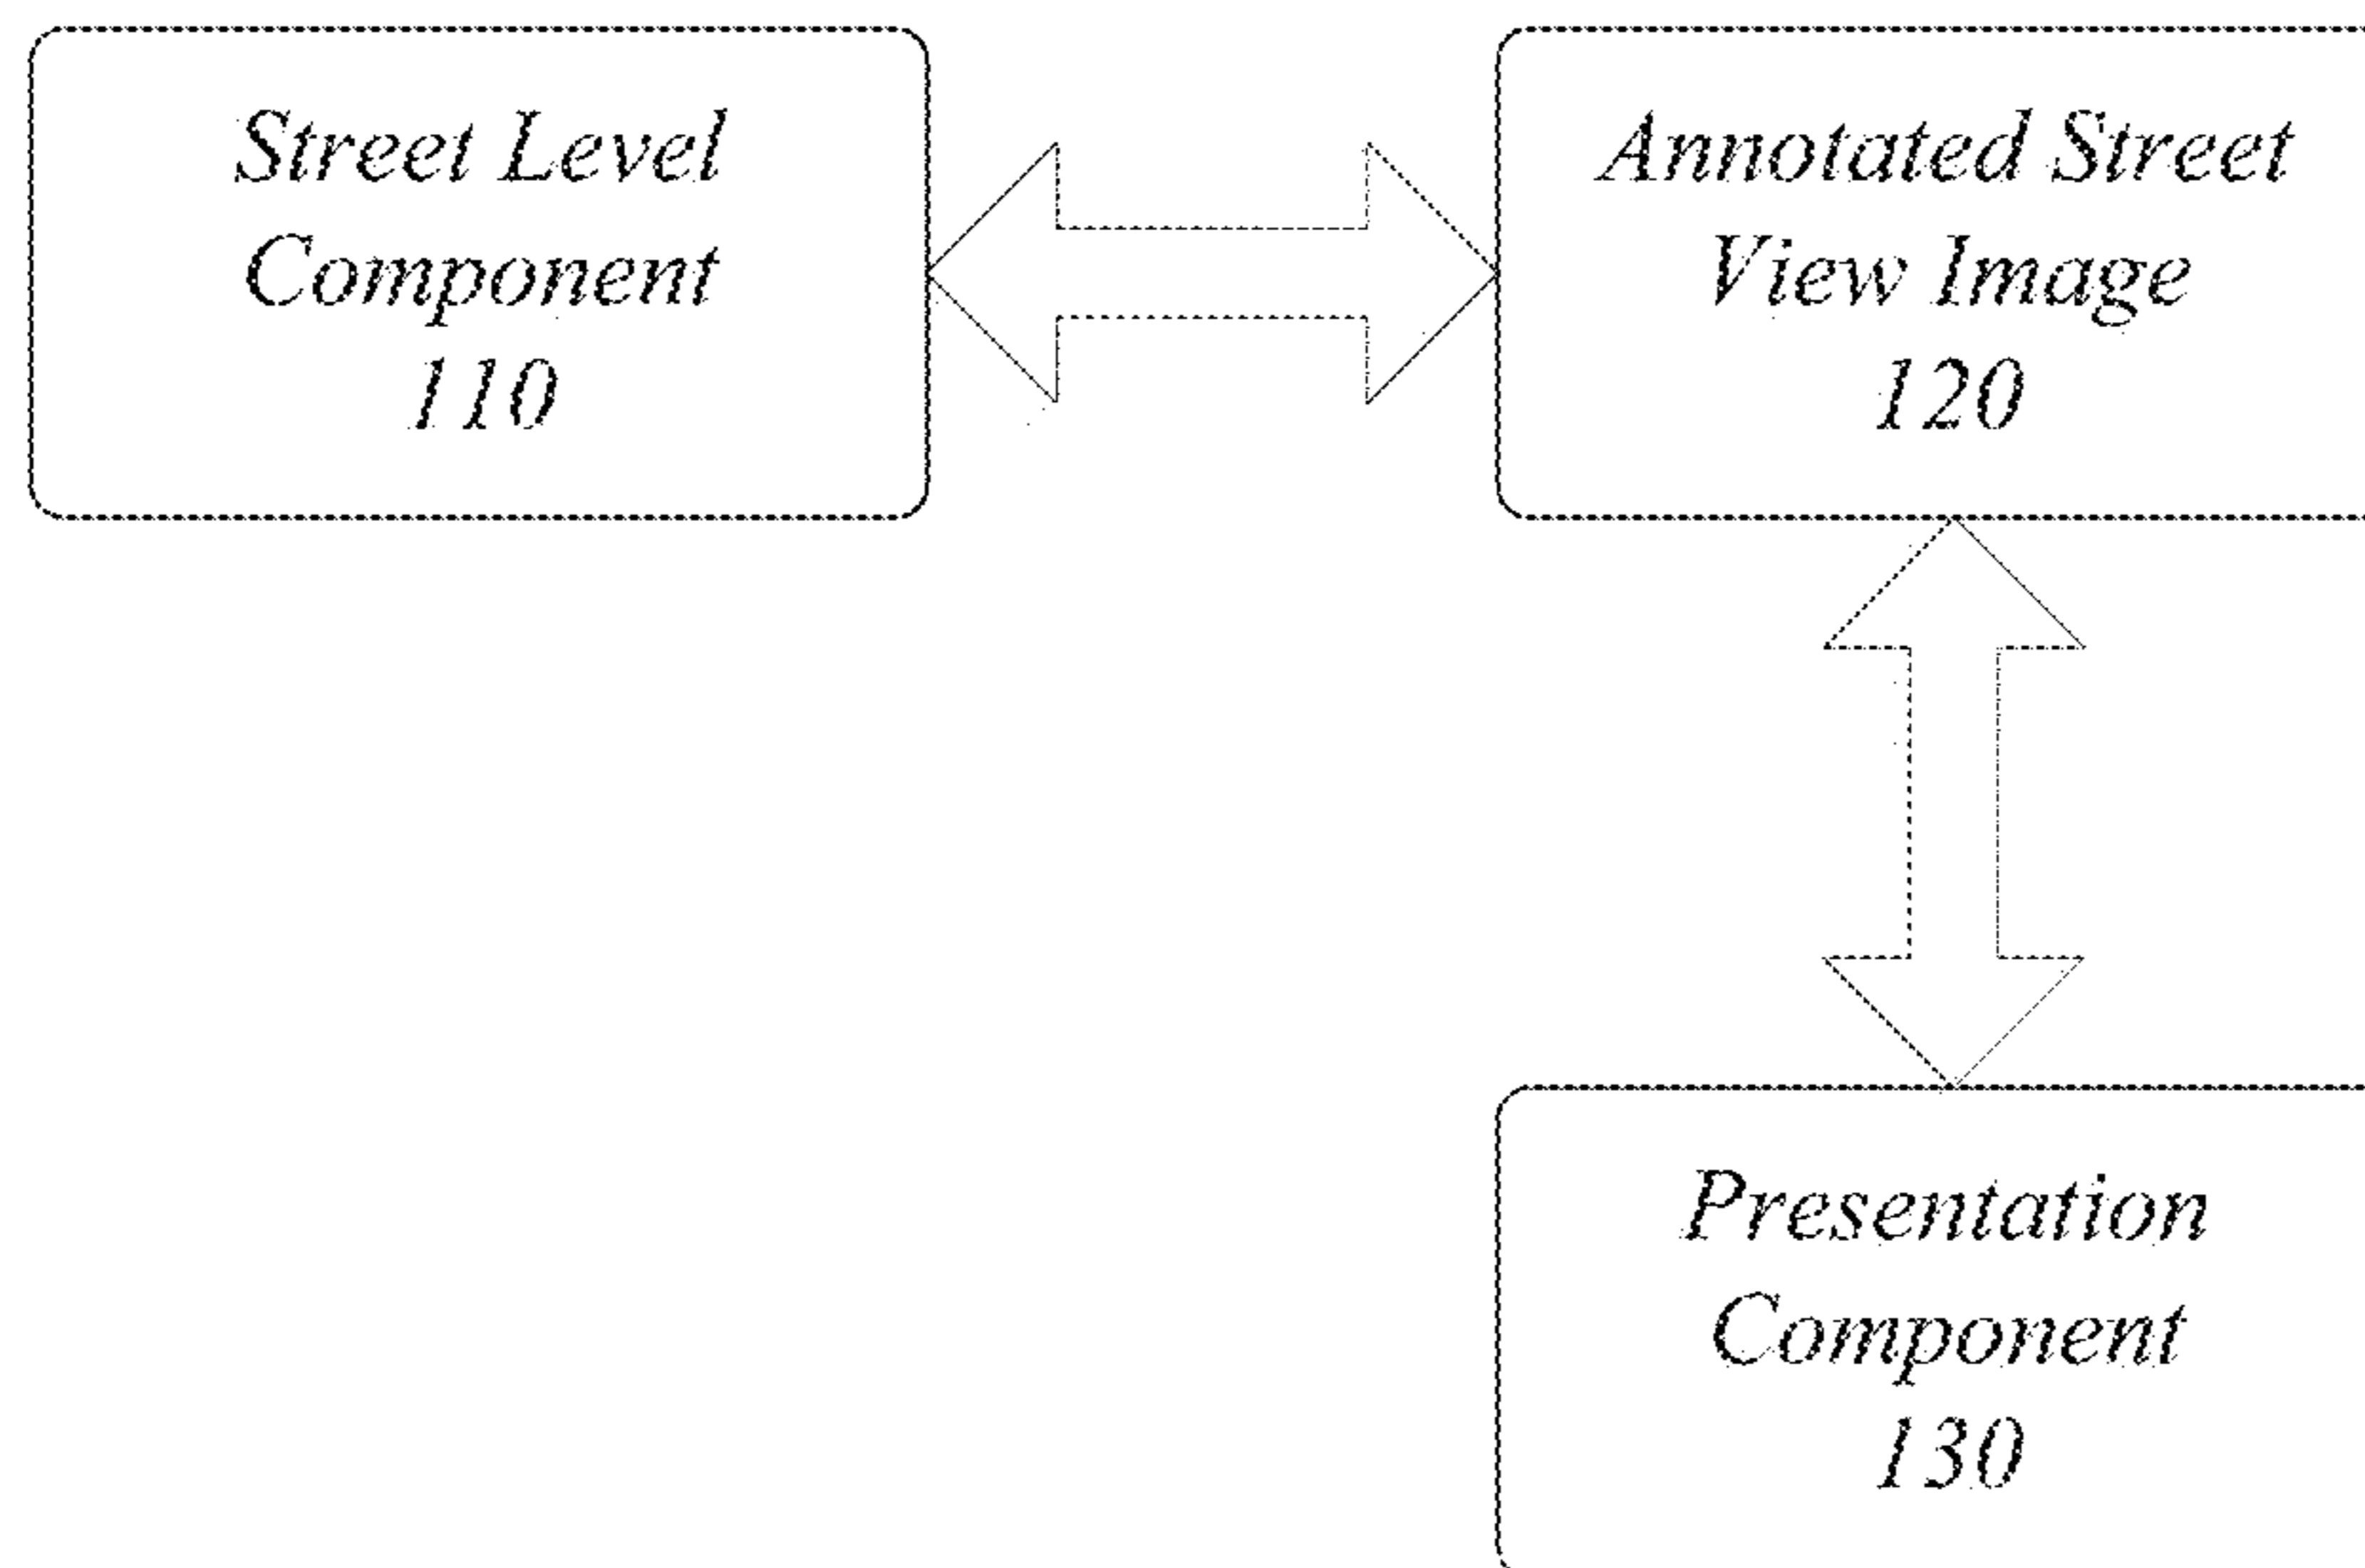 Street Level
Component
110
Annotated Street
View Image
120
Presentation
Component
130